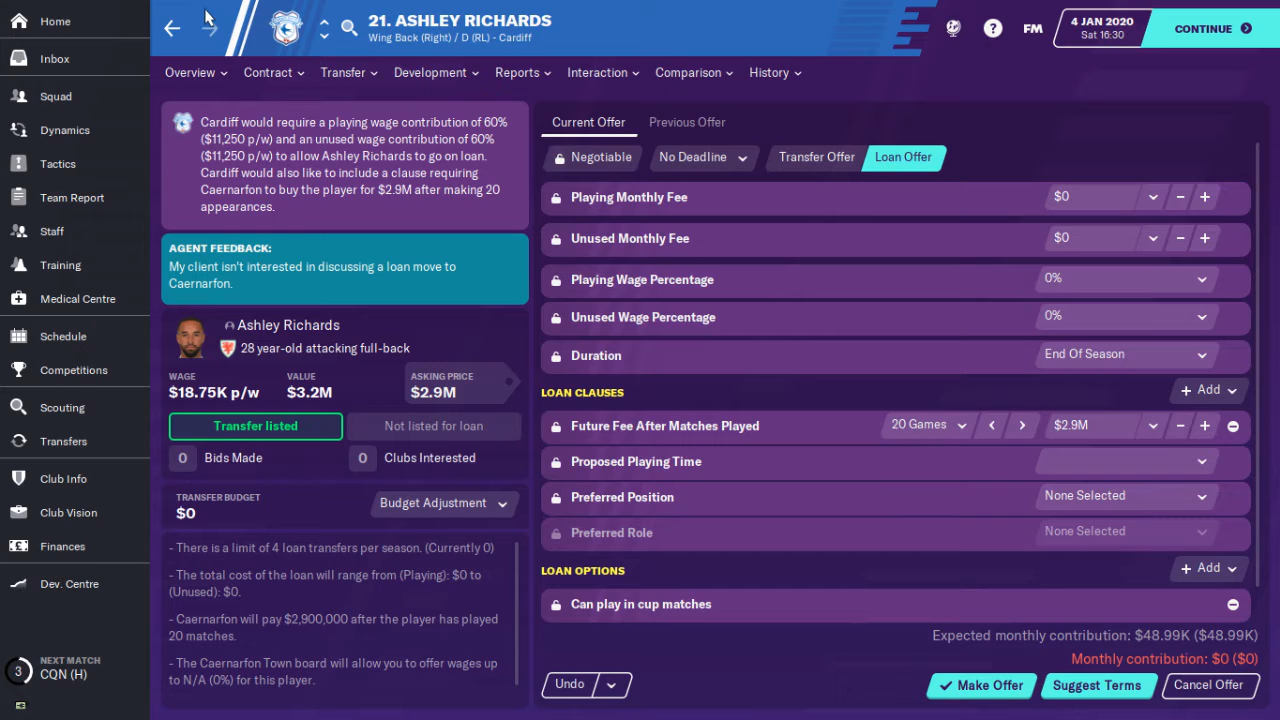 Home
Inbox
Squad
Dynamics
Tactics
Team Report
Staff
Training
Medical Centre
Schedule
Competitions
Scouting
Transfers
Club Info
Club Vision
Finances
Dev. Centre
3
NEXT MATCH
CQN (H)
21. ASHLEY RICHARDS
Wing Back (Right) / D (RL) - Cardiff
?
FM
4 JAN 2020
Sat 16:30
CONTINUE
Overview
Contract
Transfer
Development
Reports
Interaction
Comparison
History
Cardiff would require a playing wage contribution of 60%
($11,250 p/w) and an unused wage contribution of 60%
($11,250 p/w) to allow Ashley Richards to go on loan.
Cardiff would also like to include a clause requiring
Caernarfon to buy the player for $2.9M after making 20
appearances.
AGENT FEEDBACK:
My client isn't interested in discussing a loan move to
Caernarfon.
Ashley Richards
28 year-old attacking full-back
WAGE
$18.75K p/w
VALUE
$3.2M
ASKING PRICE
$2.9M
Transfer listed
Not listed for loan
0 Bids Made
0 Clubs Interested
TRANSFER BUDGET
$0
Budget Adjustment
- There is a limit of 4 loan transfers per season. (Currently 0)
- The total cost of the loan will range from (Playing): $0 to
(Unused): $0.
- Caernarfon will pay $2,900,000 after the player has played
20 matches.
- The Caernarfon Town board will allow you to offer wages up
to N/A (0%) for this player.
Current Offer
Previous Offer
Negotiable
No Deadline
Transfer Offer
Loan Offer
Playing Monthly Fee $0
Unused Monthly Fee $0
Playing Wage Percentage 0%
Unused Wage Percentage 0%
Duration End Of Season
LOAN CLAUSES
+ Add
Future Fee After Matches Played 20 Games $2.9M
Proposed Playing Time
Preferred Position None Selected
Preferred Role None Selected
LOAN OPTIONS
+ Add
Can play in cup matches
Expected monthly contribution: $48.99K ($48.99K)
Monthly contribution: $0 ($0)
Undo
Make Offer
Suggest Terms
Cancel Offer